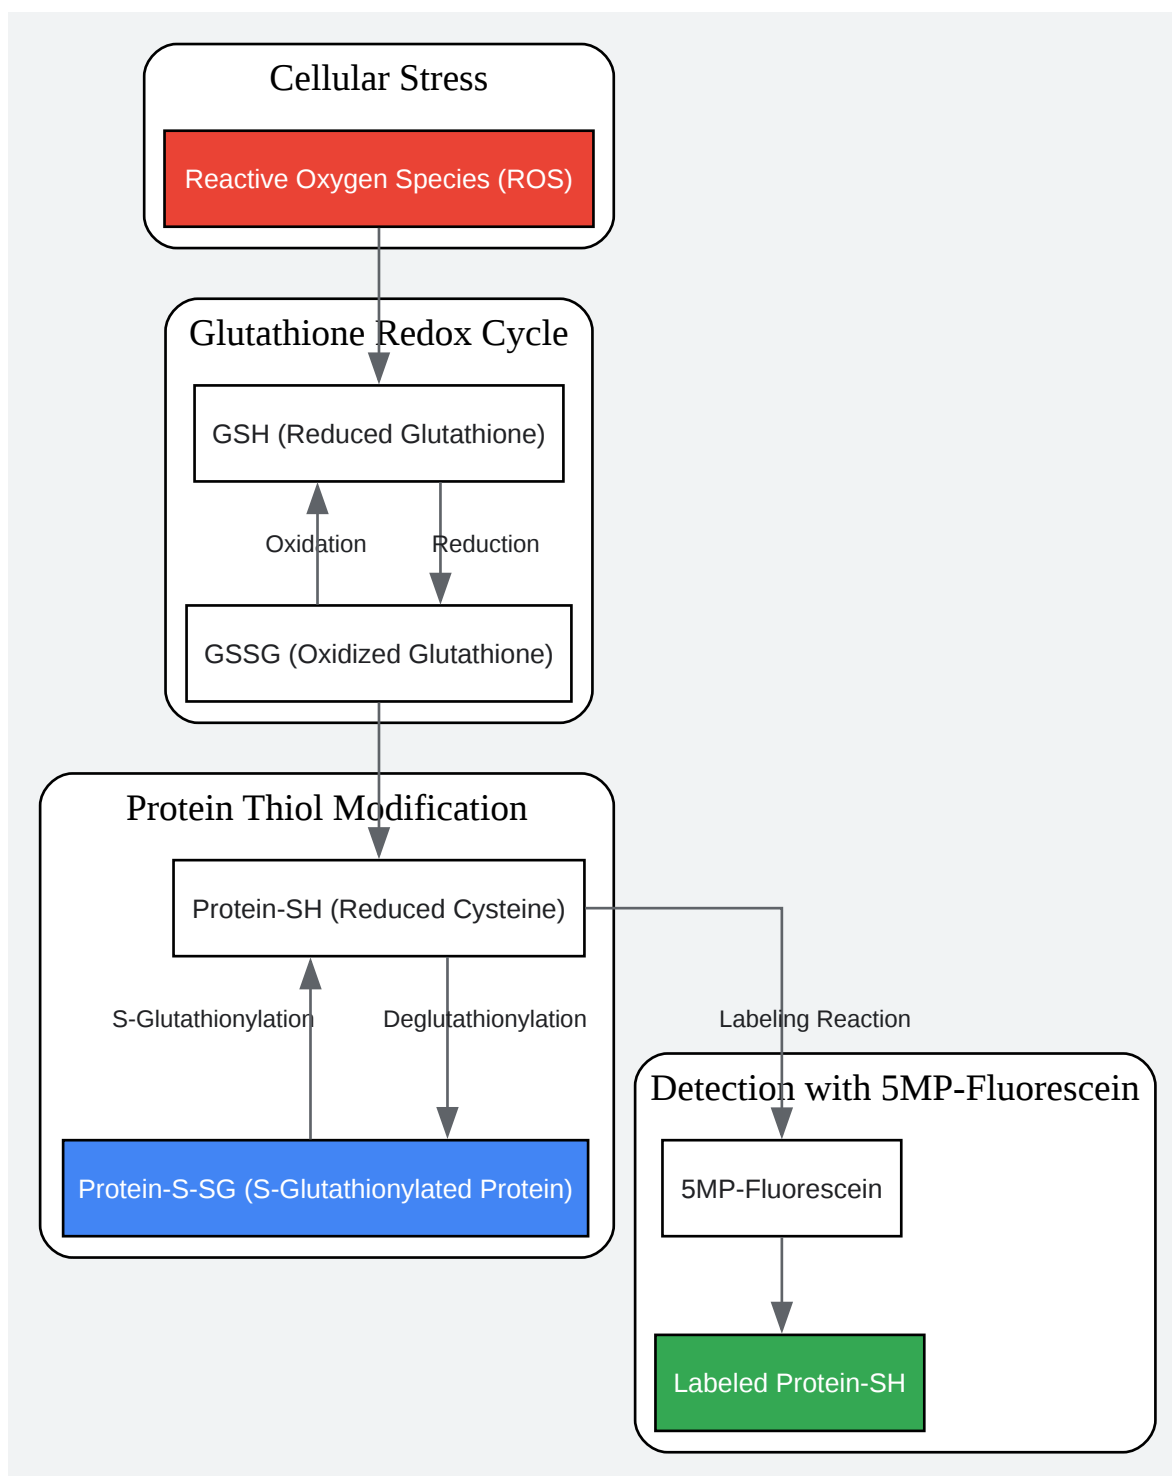 Cellular Stress
Reactive Oxygen Species (ROS)
Glutathione Redox Cycle
GSH (Reduced Glutathione)
Oxidation
Reduction
GSSG (Oxidized Glutathione)
Protein Thiol Modification
Protein-SH (Reduced Cysteine)
S-Glutathionylation
Deglutathionylation
Labeling Reaction
Protein-S-SG (S-Glutathionylated Protein)
Detection with 5MP-Fluorescein
5MP-Fluorescein
Labeled Protein-SH